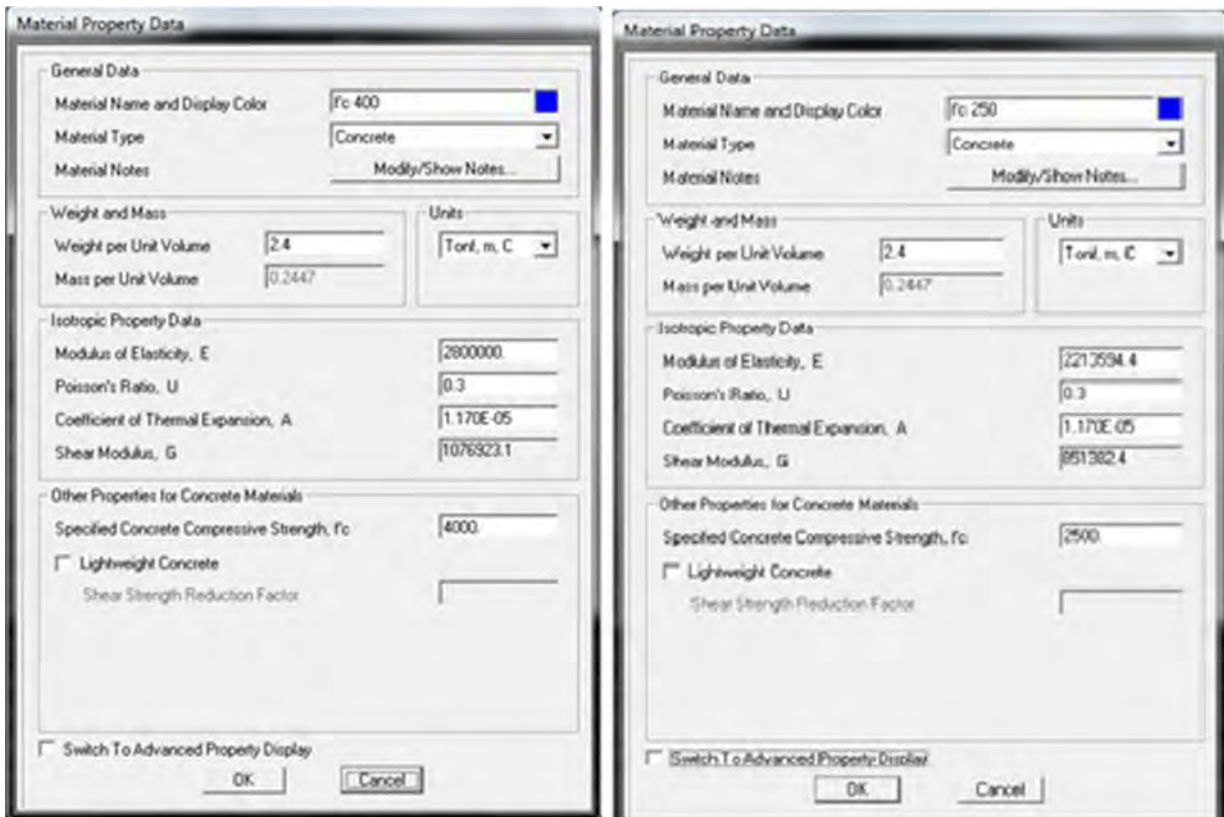 Material Property Data
General Data
Material Name and Display Color f'c 400
Material Type Concrete
Material Notes Modify/Show Notes...
Weight and Mass
Weight per Unit Volume 2.4
Mass per Unit Volume 0.2447
Units
Tonf, m, C
Isotropic Property Data
Modulus of Elasticity, E 2800000.
Poisson's Ratio, U 0.3
Coefficient of Thermal Expansion, A 1.170E-05
Shear Modulus, G 1076923.1
Other Properties for Concrete Materials
Specified Concrete Compressive Strength, f'c 4000.
Lightweight Concrete
Shear Strength Reduction Factor
Switch To Advanced Property Display
OK Cancel
Material Property Data
General Data
Material Name and Display Color f'c 250
Material Type Concrete
Material Notes Modify/Show Notes...
Weight and Mass
Weight per Unit Volume 2.4
Mass per Unit Volume 0.2447
Units
Tonf, m, C
Isotropic Property Data
Modulus of Elasticity, E 2213594.4
Poisson's Ratio, U 0.3
Coefficient of Thermal Expansion, A 1.170E-05
Shear Modulus, G 851382.4
Other Properties for Concrete Materials
Specified Concrete Compressive Strength, f'c 2500.
Lightweight Concrete
Shear Strength Reduction Factor
Switch To Advanced Property Display
OK Cancel